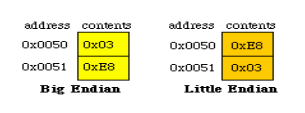 address contents address contents
0x0050 0x03 0x0050 0xE8
0x0051 0xE8 0x0051 0x03
Big Endian Little Endian